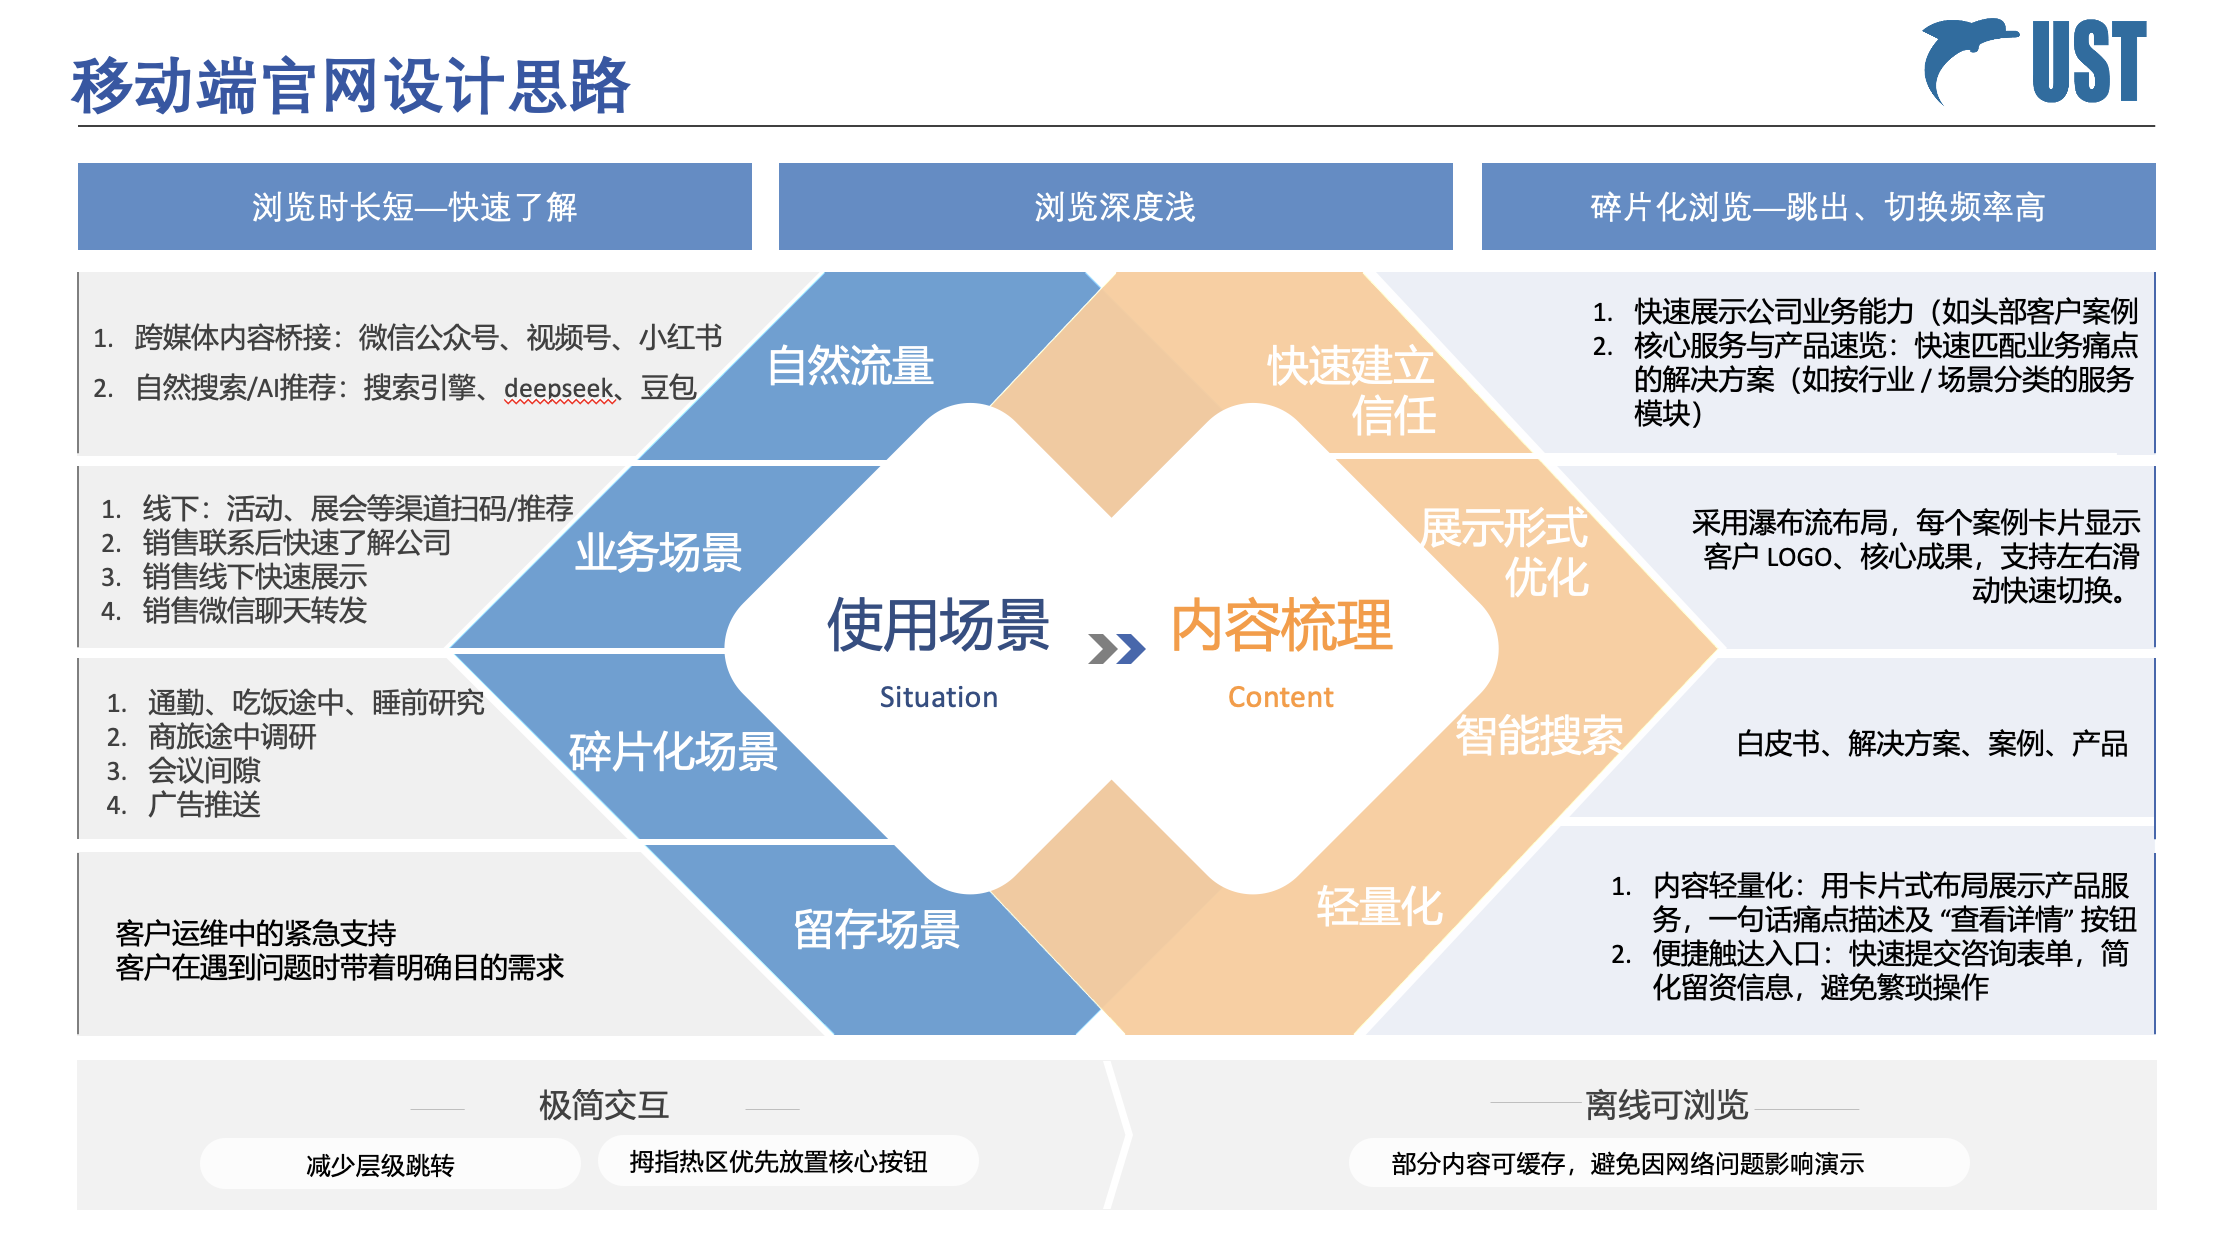 移动端官网设计思路
UST
浏览时长短—快速了解
浏览深度浅
碎片化浏览—跳出、切换频率高
1. 跨媒体内容桥接：微信公众号、视频号、小红书
2. 自然搜索/AI推荐：搜索引擎、deepseek、豆包
自然流量
1. 线下：活动、展会等渠道扫码/推荐
2. 销售联系后快速了解公司
3. 销售线下快速展示
4. 销售微信聊天转发
业务场景
1. 通勤、吃饭途中、睡前研究
2. 商旅途中调研
3. 会议间隙
4. 广告推送
碎片化场景
客户运维中的紧急支持
客户在遇到问题时带着明确目的需求
留存场景
使用场景
Situation
内容梳理
Content
快速建立
信任
1. 快速展示公司业务能力（如头部客户案例
2. 核心服务与产品速览：快速匹配业务痛点
的解决方案（如按行业 / 场景分类的服务
模块）
展示形式
优化
采用瀑布流布局，每个案例卡片显示
客户 LOGO、核心成果，支持左右滑
动快速切换。
智能搜索
白皮书、解决方案、案例、产品
轻量化
1. 内容轻量化：用卡片式布局展示产品服
务，一句话痛点描述及 “查看详情” 按钮
2. 便捷触达入口：快速提交咨询表单，简
化留资信息，避免繁琐操作
极简交互
减少层级跳转
拇指热区优先放置核心按钮
离线可浏览
部分内容可缓存，避免因网络问题影响演示